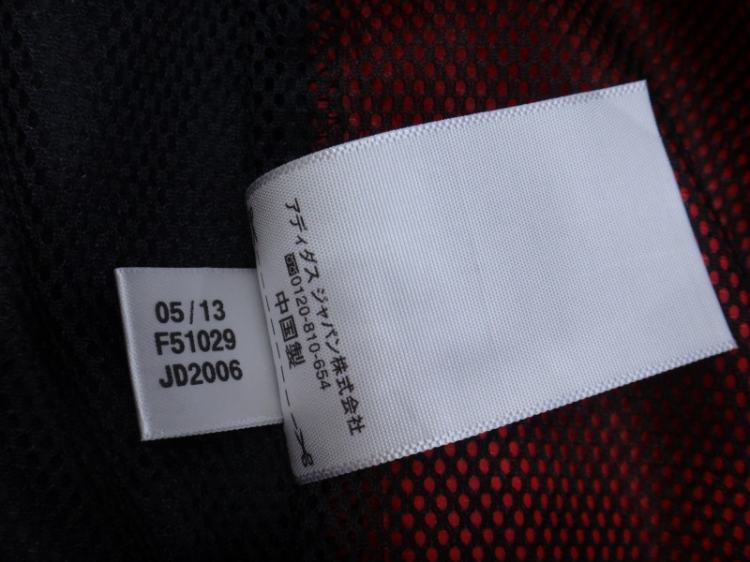 05/13
F51029
JD2006
アディダス ジャパン株式会社
0120-810-654
中国製